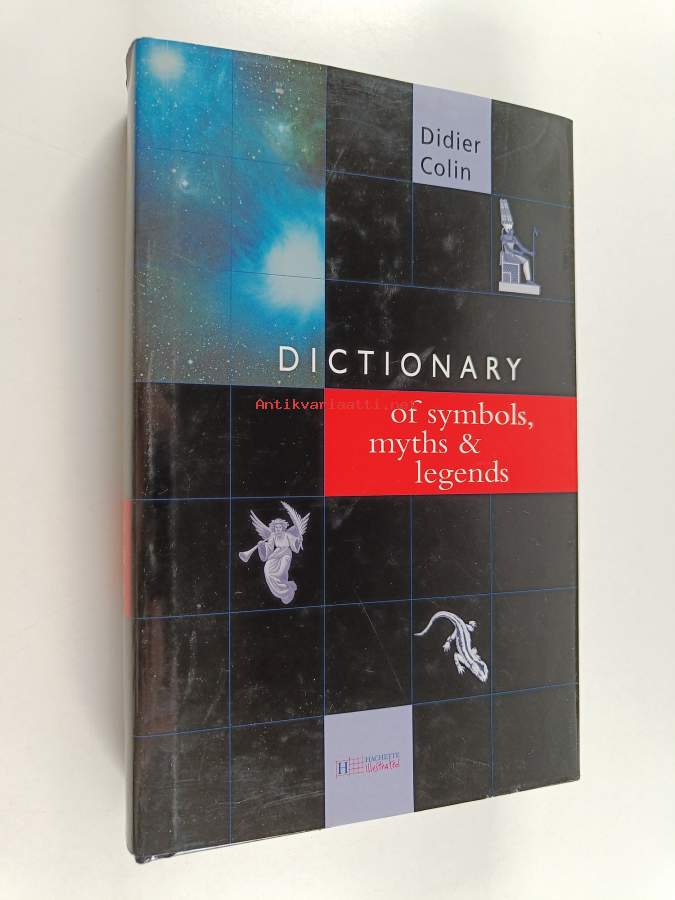 Didier
Colin
DICTIONARY
Antikvariaatti.net
of symbols,
myths &
legends
H
HACHETTE
Illustrated